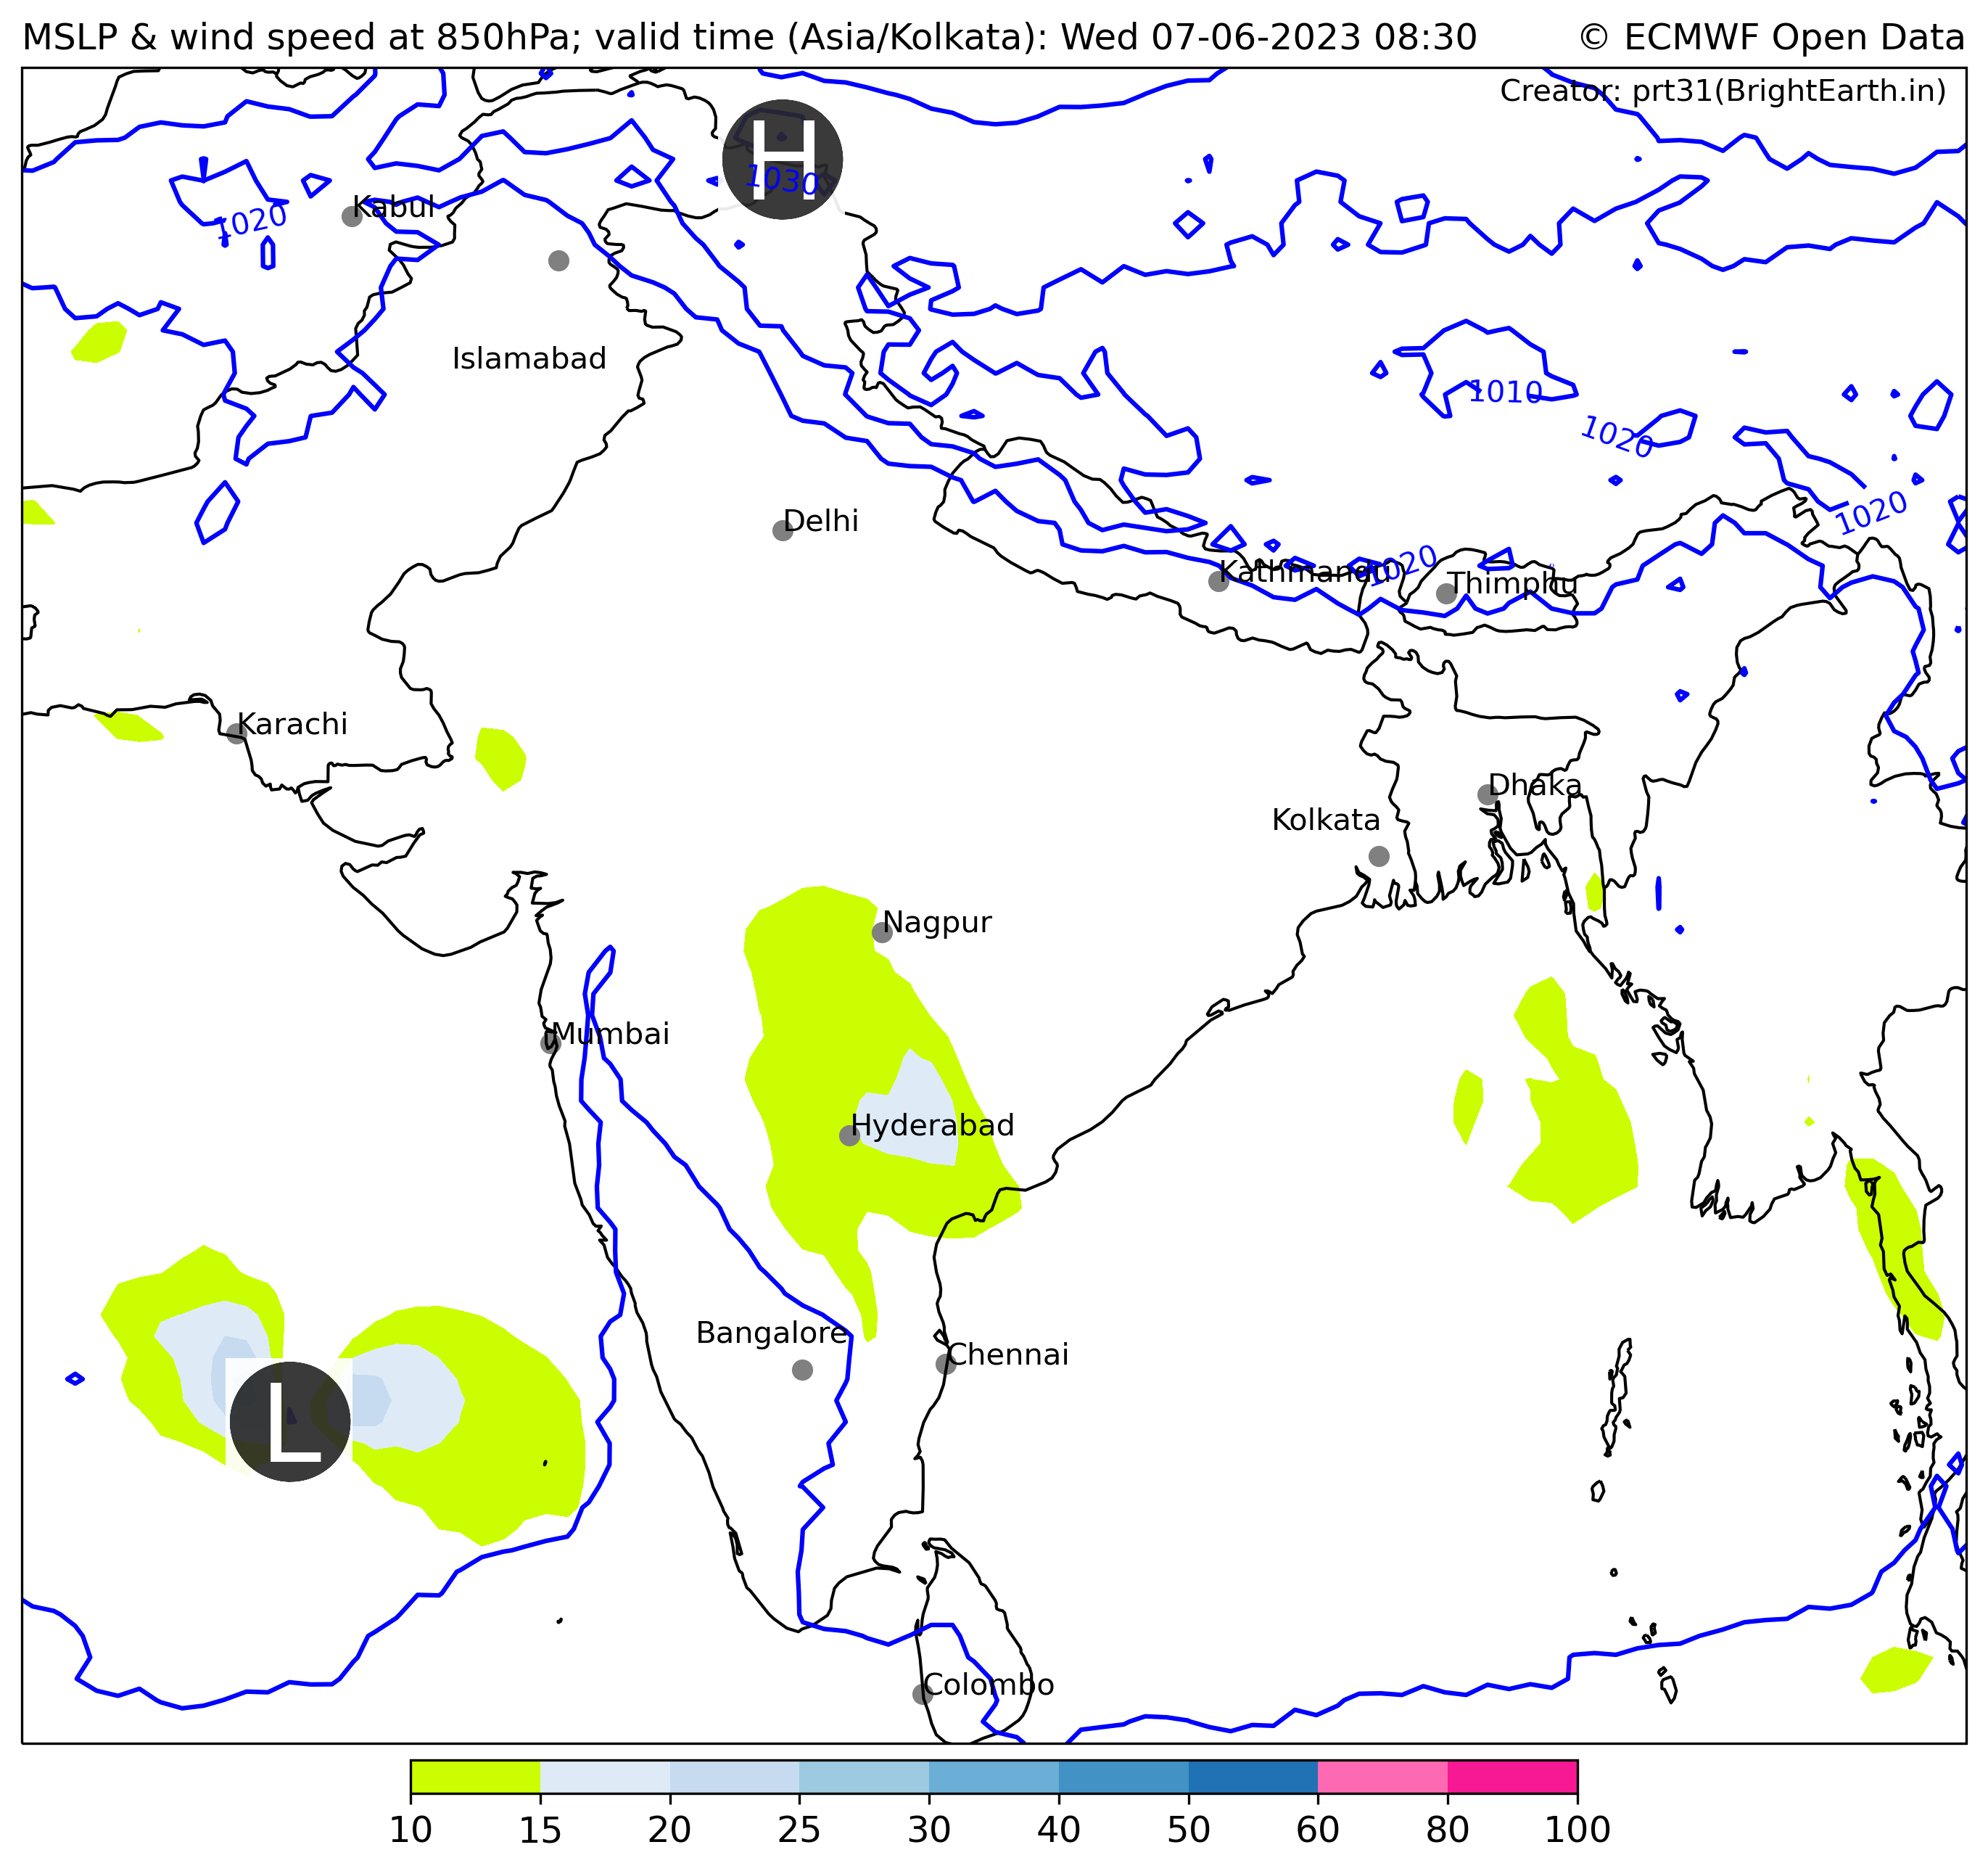 MSLP & wind speed at 850hPa; valid time (Asia/Kolkata): Wed 07-06-2023 08:30
© ECMWF Open Data
Creator: prt31(BrightEarth.in)
H
1030
Kabul
1020
Islamabad
1010
1020
Delhi
1020
1020
Kathmandu
Thimphu
Karachi
Dhaka
Kolkata
Nagpur
Mumbai
Hyderabad
Bangalore
Chennai
L
Colombo
10 15 20 25 30 40 50 60 80 100